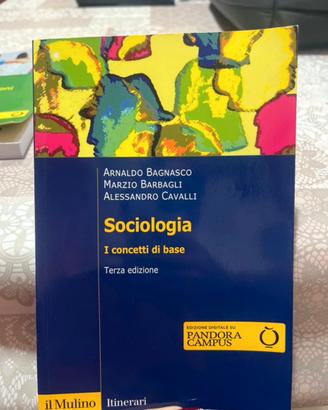 ARNALDO BAGNASCO
MARZIO BARBAGLI
ALESSANDRO CAVALLI
Sociologia
I concetti di base
Terza edizione
EDIZIONE DIGITALE SU
PANDORA
CAMPUS
il Mulino
Itinerari